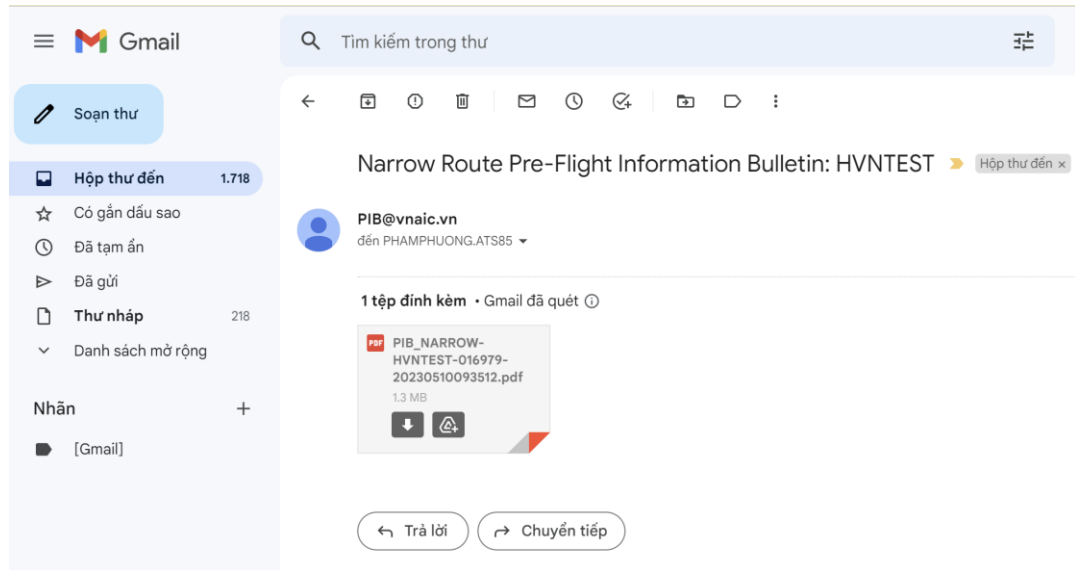 Gmail
Tìm kiếm trong thư
Soạn thư
Hộp thư đến 1.718
Có gắn dấu sao
Đã tạm ẩn
Đã gửi
Thư nháp 218
Danh sách mở rộng
Nhãn
[Gmail]
Narrow Route Pre-Flight Information Bulletin: HVNTEST Hộp thư đến ×
PIB@vnaic.vn
đến PHAMPHUONG.ATS85
1 tệp đính kèm • Gmail đã quét
PDF PIB_NARROW-
HVNTEST-016979-
20230510093512.pdf
1.3 MB
Trả lời
Chuyển tiếp